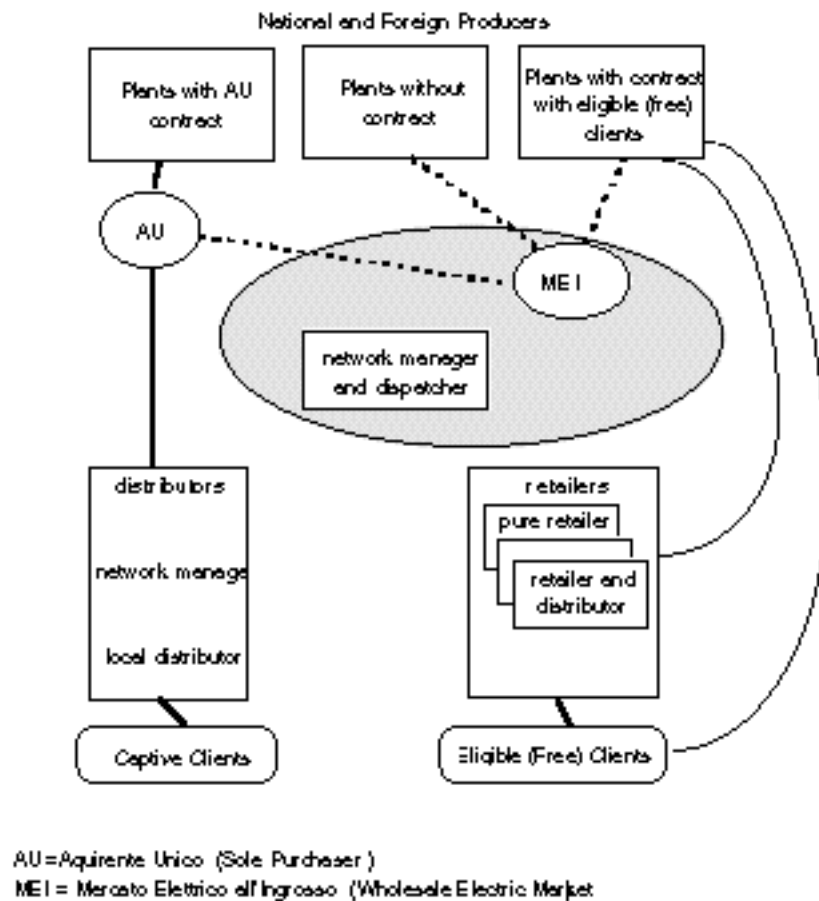 National and Foreign Producers
Plants with AU
contract
Plants without
contract
Plants with contract
with eligible (free)
clients
AU
MEI
network manager
and dispatcher
distributors
network manage
local distributor
retailers
pure retailer
retailer and
distributor
Captive Clients
Eligible (Free) Clients
AU=Aquirente Unico (Sole Purchaser)
MEI = Mercato Elettrico all'Ingrosso (Wholesale Electric Market